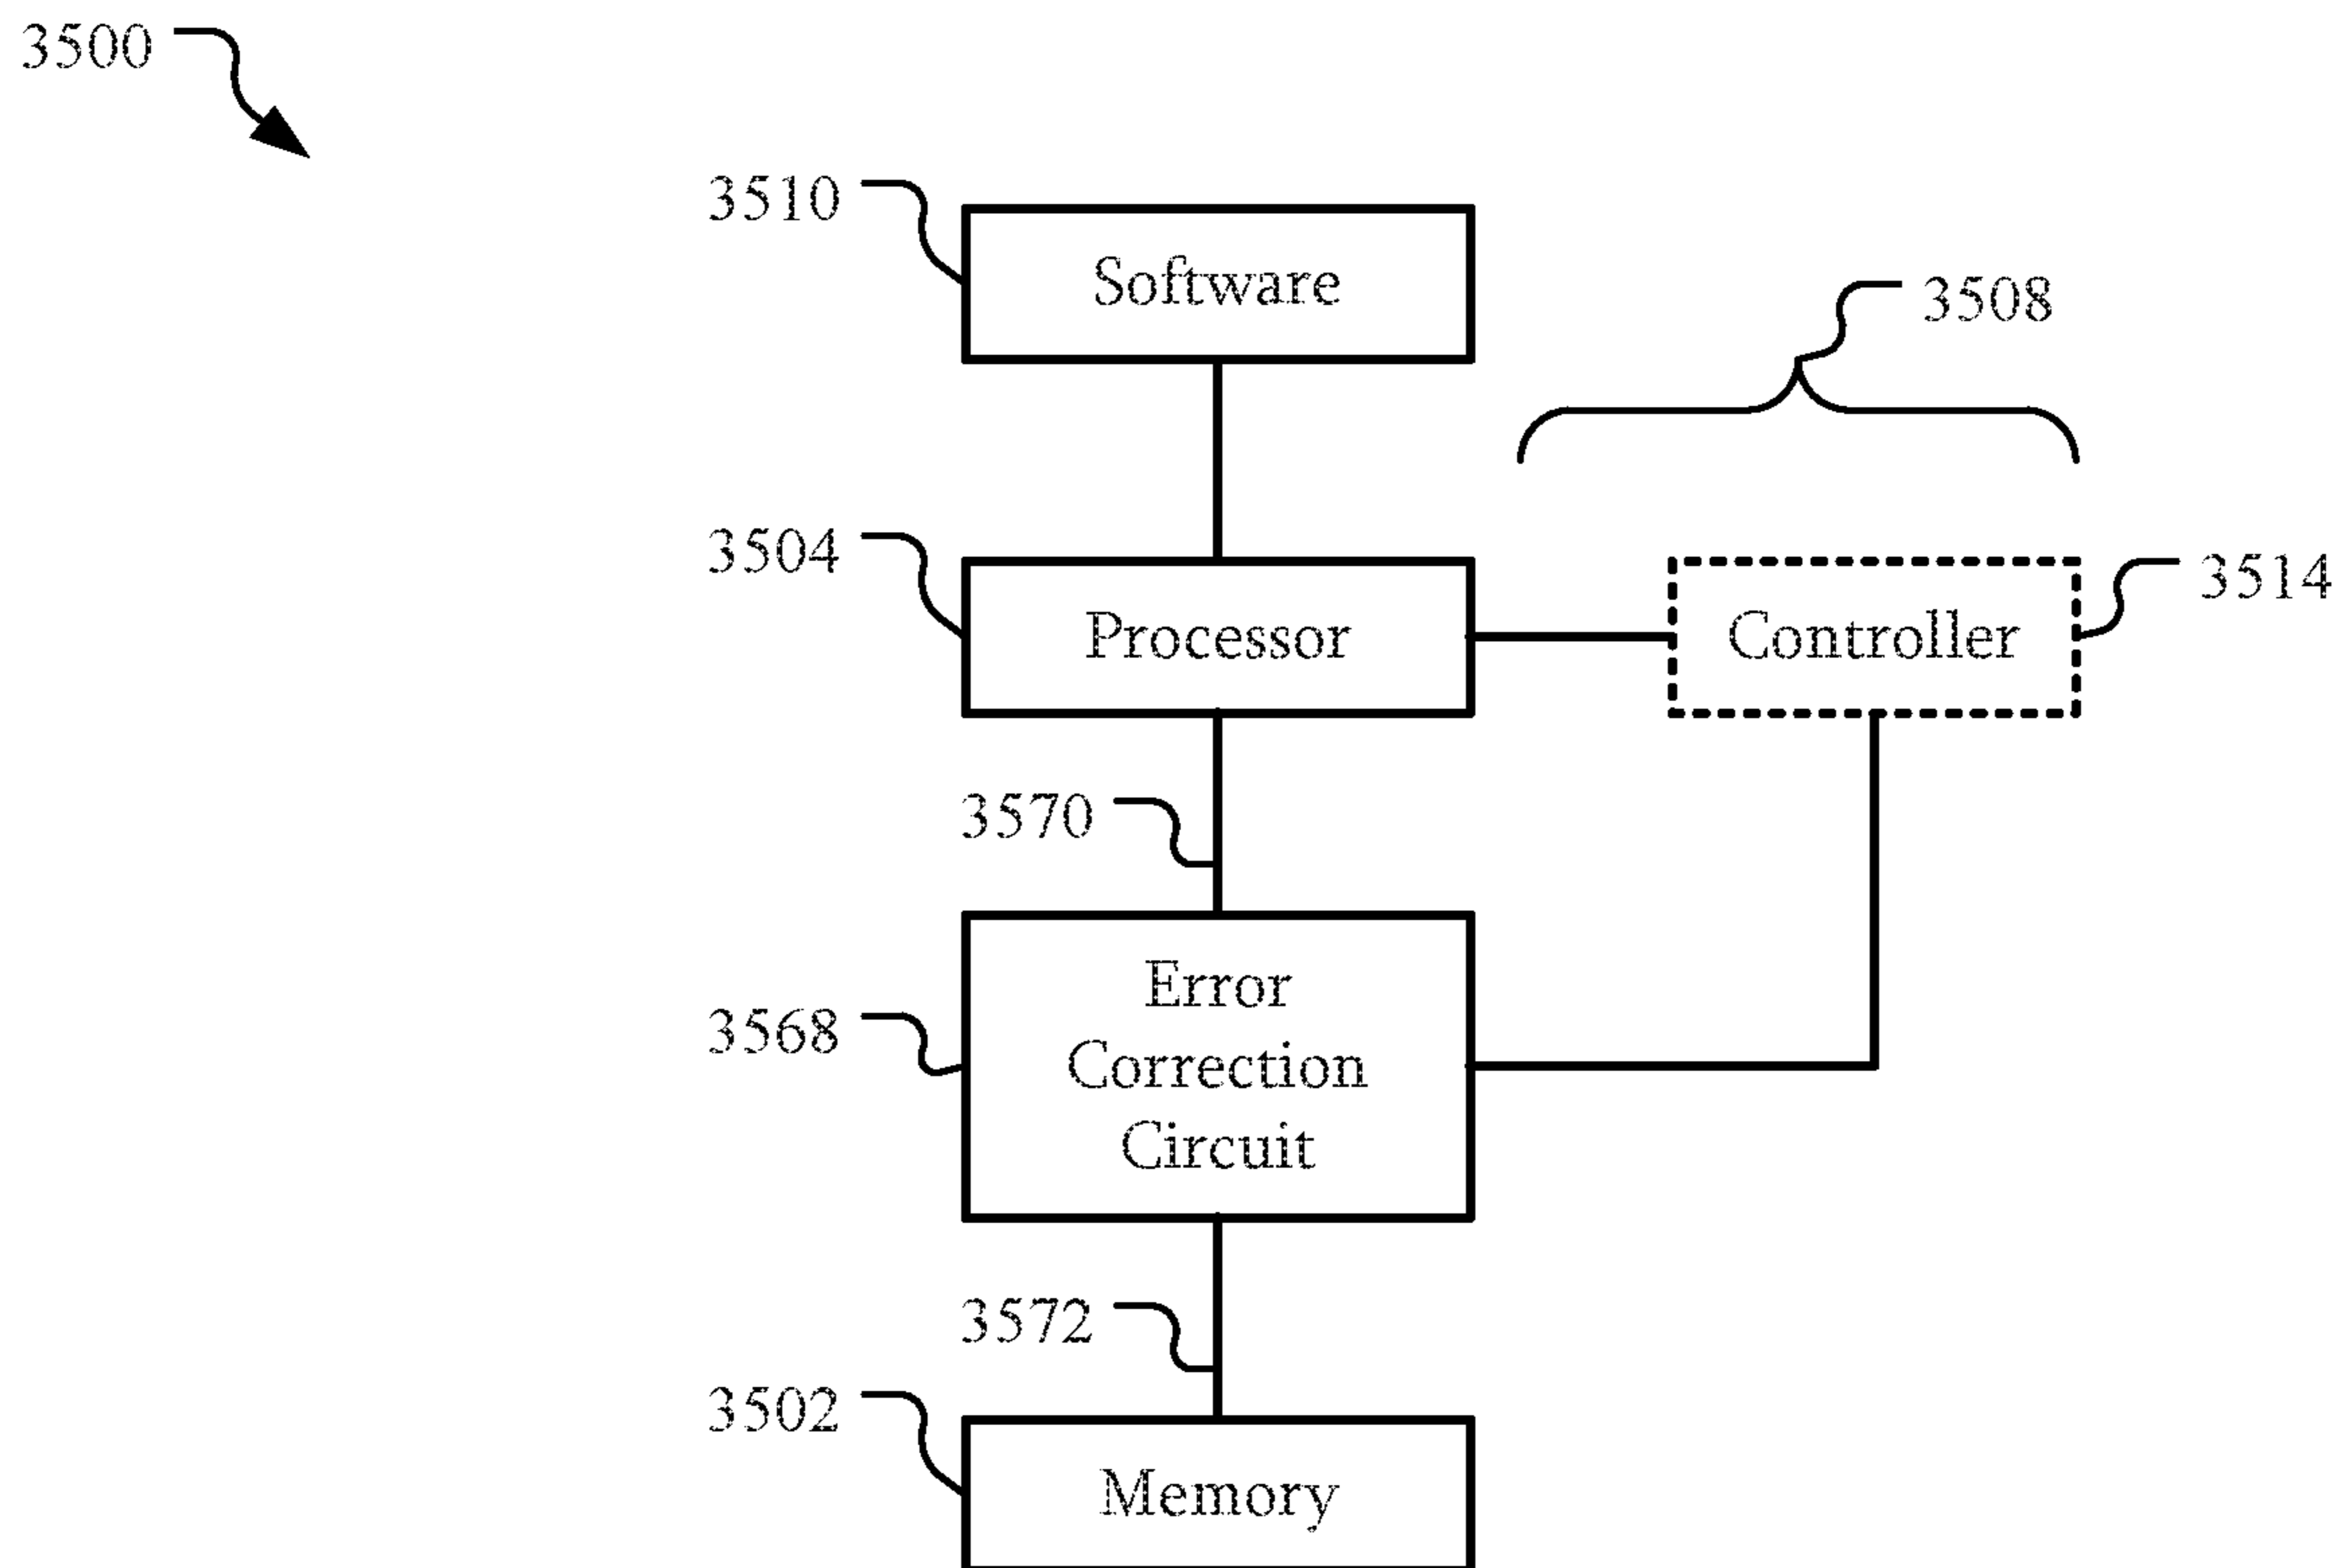 3500
3510
Software
3508
3504
Processor
Controller
3514
3570
3568
Error
Correction
Circuit
3572
3502
Memory